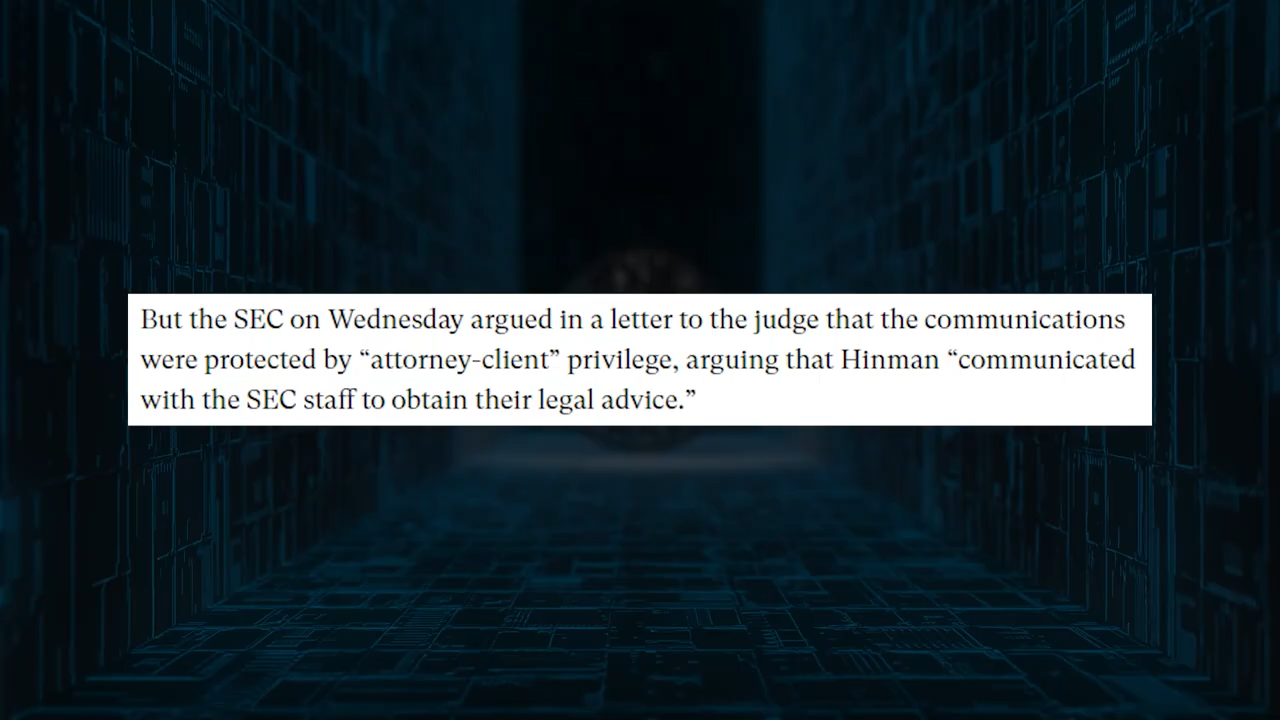 But the SEC on Wednesday argued in a letter to the judge that the communications
were protected by “attorney-client” privilege, arguing that Hinman “communicated
with the SEC staff to obtain their legal advice.”